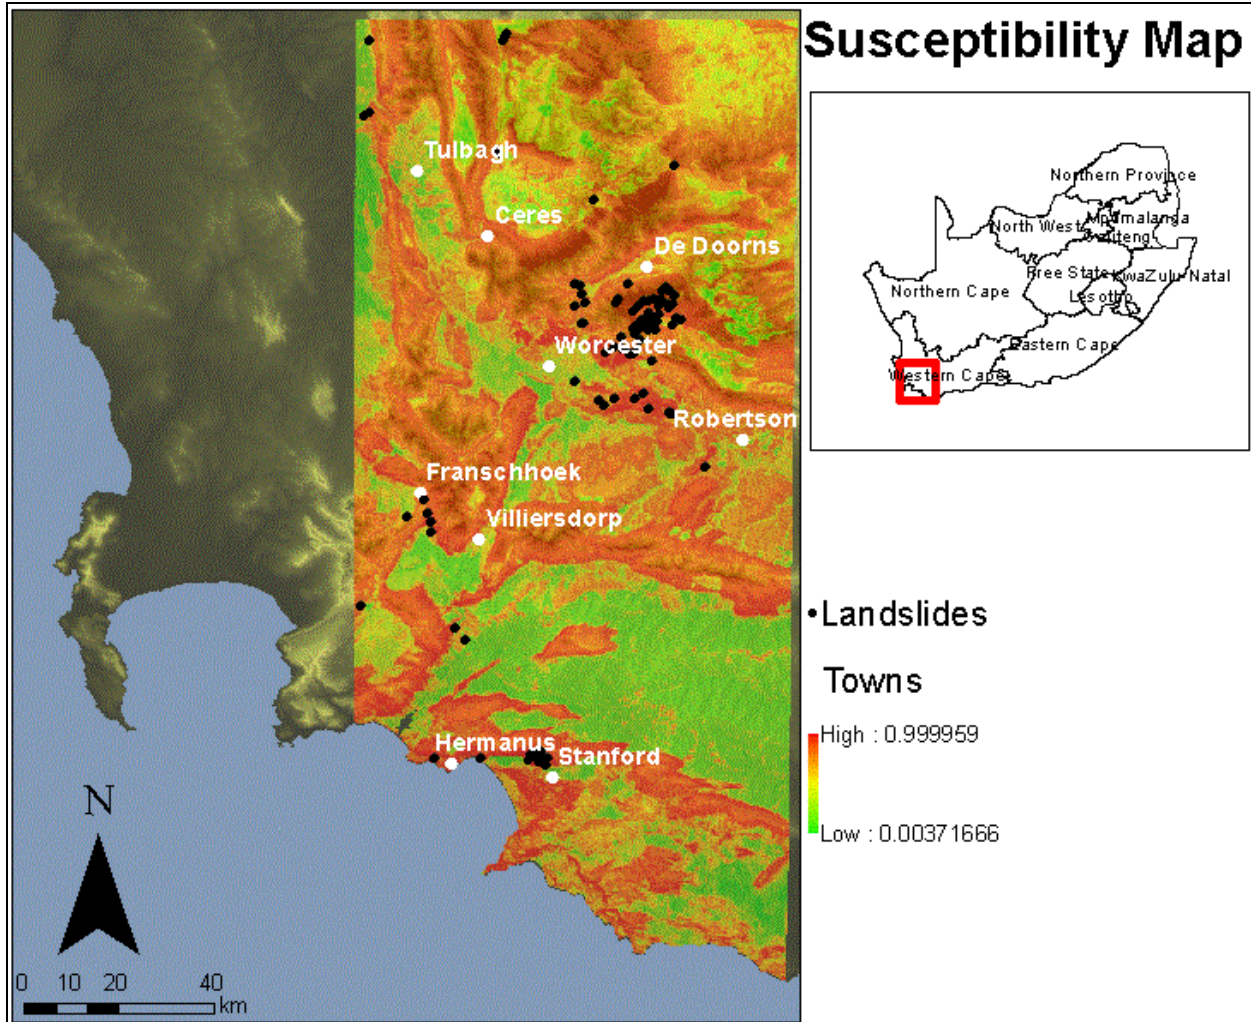 Susceptibility Map
Tulbagh
Ceres
De Doorns
Worcester
Robertson
Franschhoek
Villiersdorp
Hermanus
Stanford
N
0 10 20 40
km
Northern Province
North West
Mpumalanga
Gauteng
Free State
KwaZulu-Natal
Lesotho
Northern Cape
Eastern Cape
Western Cape
Landslides
Towns
High : 0.999959
Low : 0.00371666